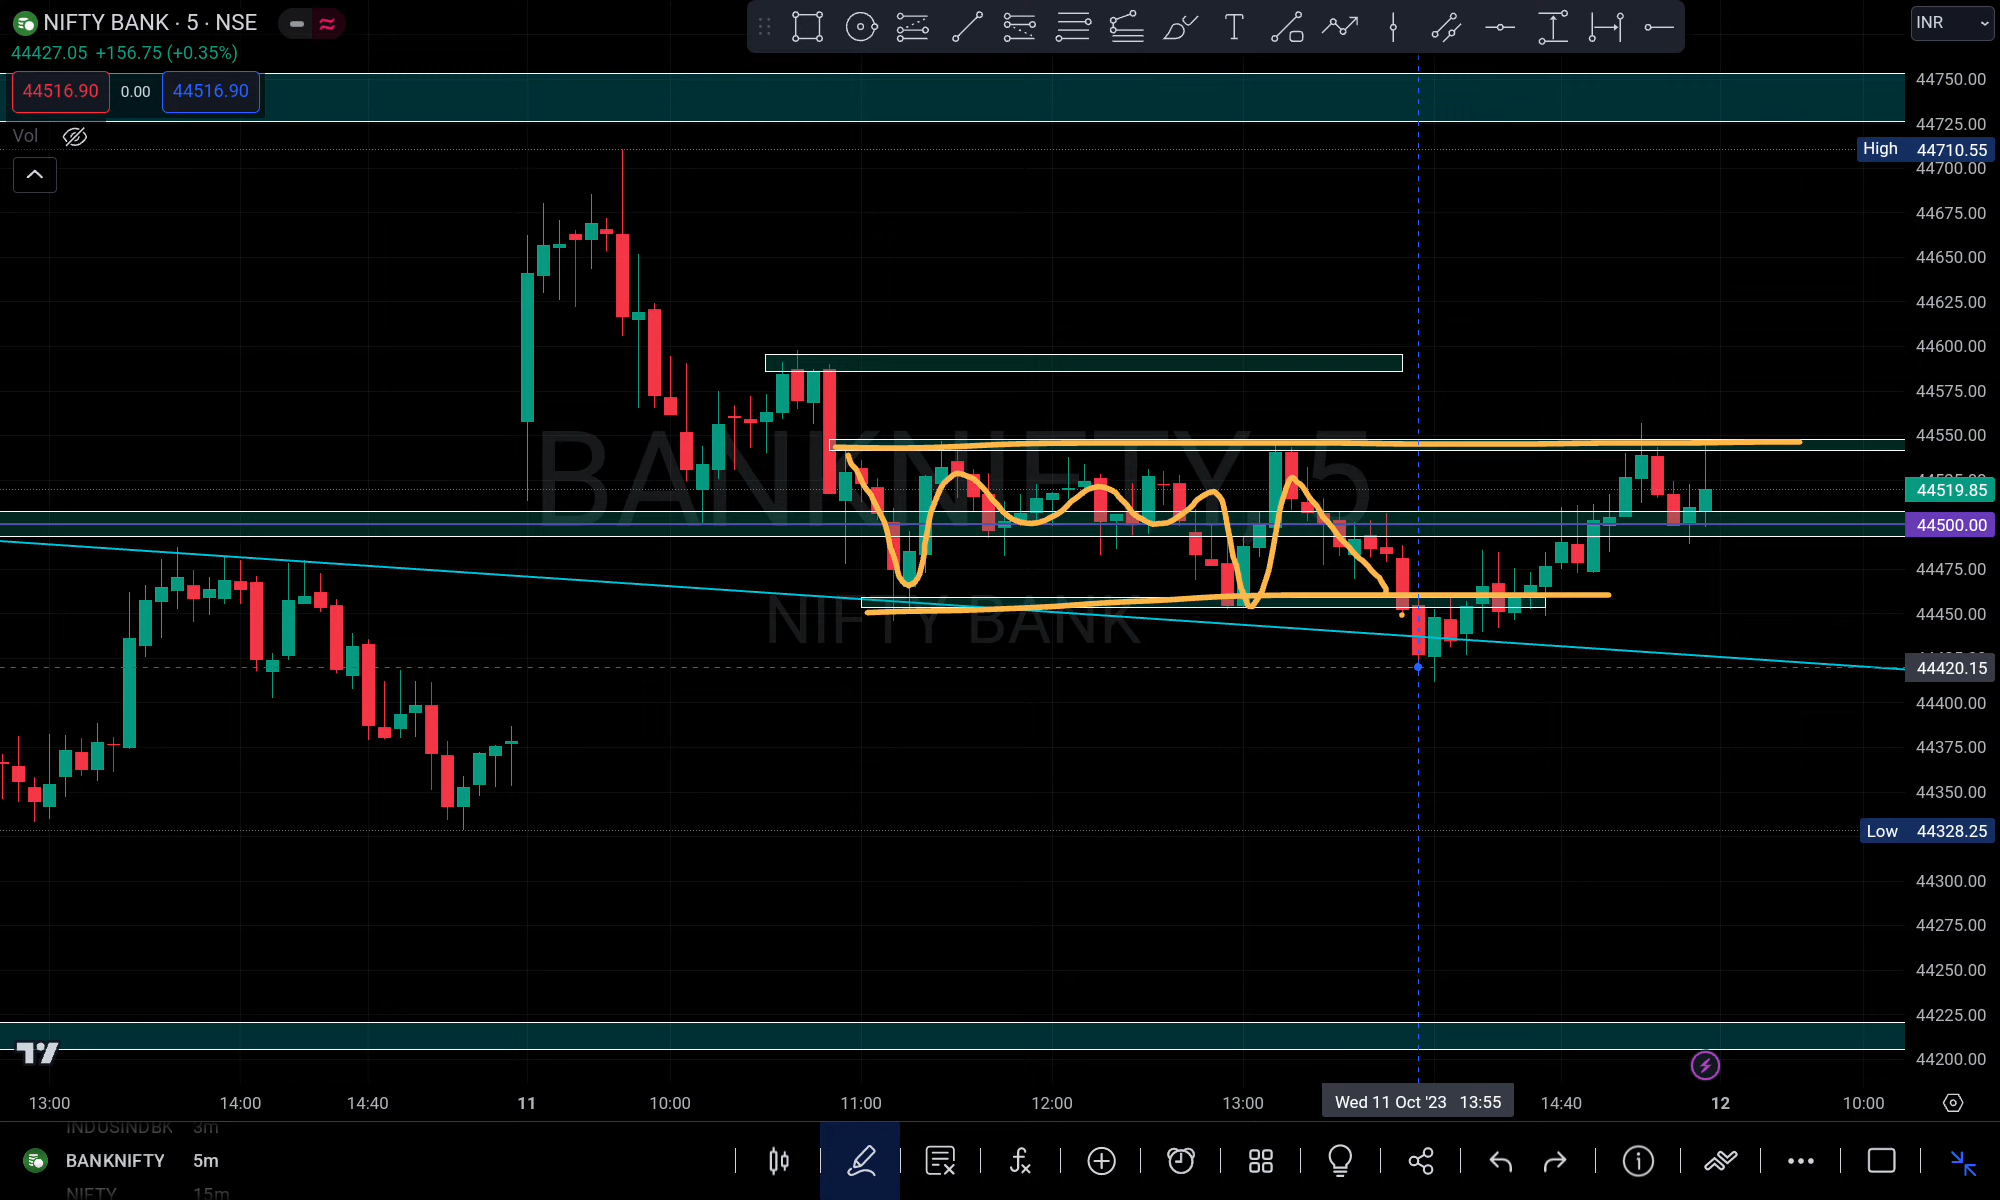 NIFTY BANK · 5 · NSE
44427.05 +156.75 (+0.35%)
44516.90 0.00 44516.90
Vol
INR
44750.00
44725.00
High 44710.55
44700.00
44675.00
44650.00
44625.00
44600.00
44575.00
44550.00
44519.85
44500.00
44475.00
44450.00
44420.15
44400.00
44375.00
44350.00
Low 44328.25
44300.00
44275.00
44250.00
44225.00
44200.00
BANKNIFTY, 5
NIFTY BANK
13:00 14:00 14:40 11 10:00 11:00 12:00 13:00 Wed 11 Oct '23 13:55 14:40 12 10:00
INDUSINDBK 3m
BANKNIFTY 5m
NIFTY 15m